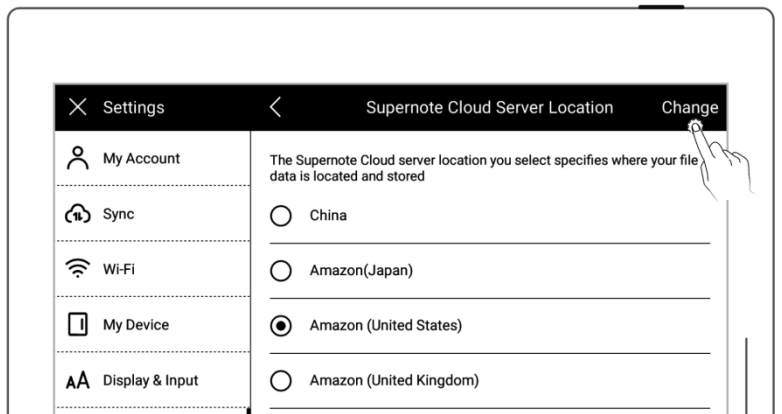 Settings
Supernote Cloud Server Location
Change
My Account
Sync
Wi-Fi
My Device
Display & Input
The Supernote Cloud server location you select specifies where your file
data is located and stored
China
Amazon(Japan)
Amazon (United States)
Amazon (United Kingdom)